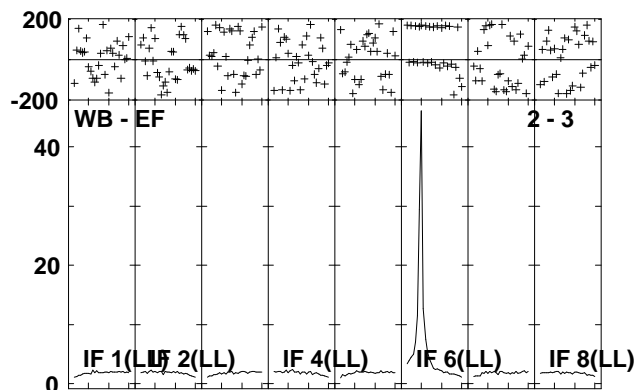 200
-200
WB - EF 2 - 3
40
20
0
IF 1(LL) IF 2(LL) IF 4(LL) IF 6(LL) IF 8(LL)